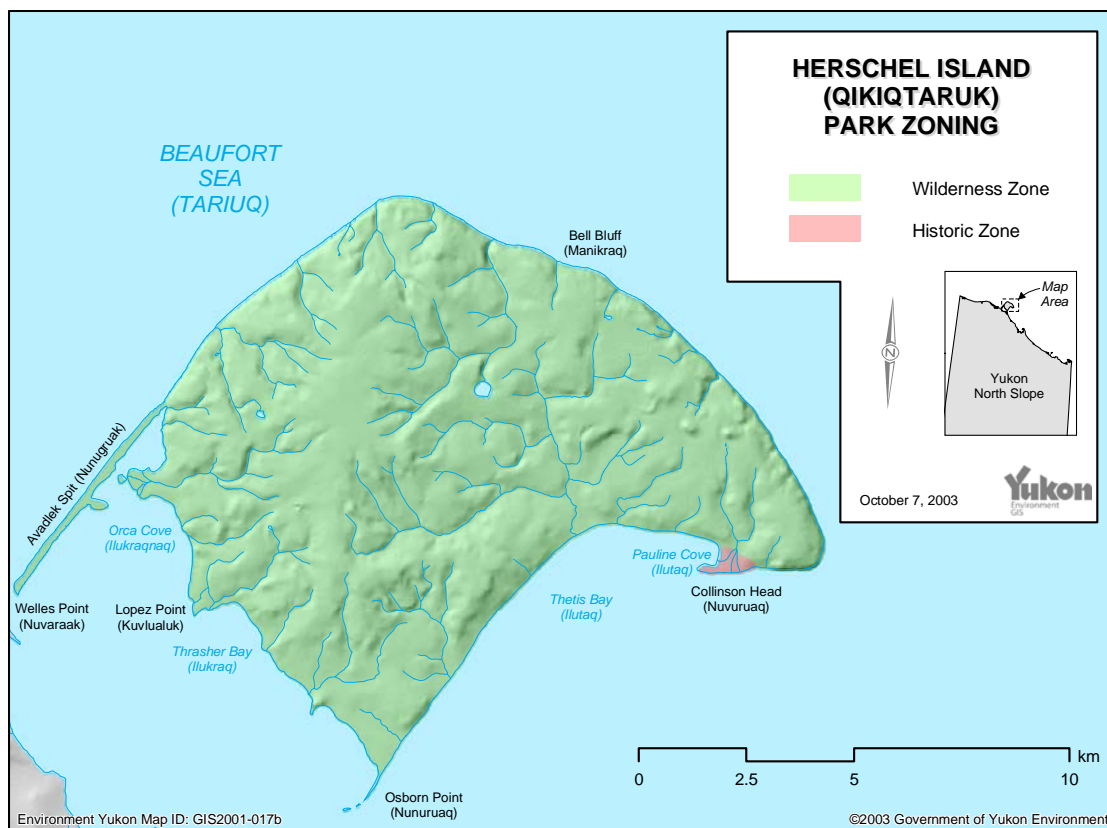 HERSCHEL ISLAND
(QIKIQTARUK)
PARK ZONING
Wilderness Zone
Historic Zone
Map
Area
Yukon
North Slope
N
October 7, 2003
Yukon
Environment
GIS
BEAUFORT
SEA
(TARIUQ)
Bell Bluff
(Manikraq)
Avadlek Spit (Nunugruak)
Orca Cove
(Ilukraqnaq)
Pauline Cove
(Ilutaq)
Collinson Head
(Nuvuruaq)
Thetis Bay
(Ilutaq)
Welles Point
(Nuvaraak)
Lopez Point
(Kuvlualuk)
Thrasher Bay
(Ilukraq)
Osborn Point
(Nunuruaq)
km
0 2.5 5 10
Environment Yukon Map ID: GIS2001-017b
©2003 Government of Yukon Environment